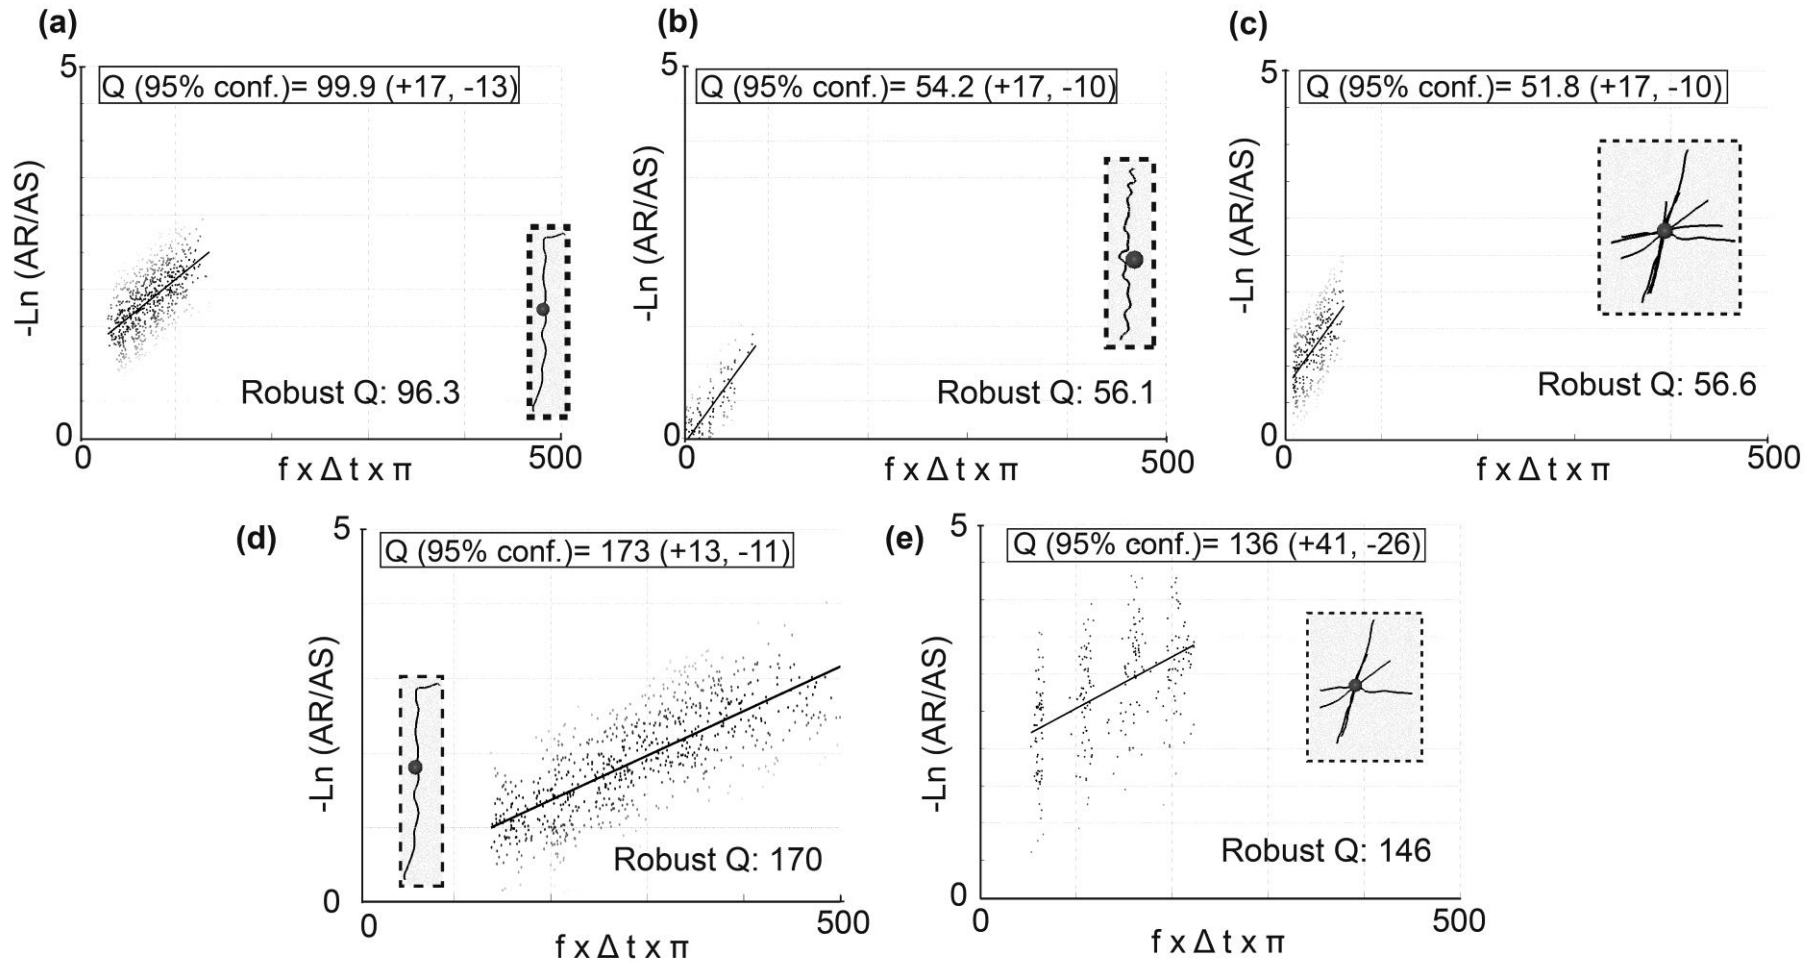 (a)
5
Q (95% conf.)= 99.9 (+17, -13)
-Ln (AR/AS)
Robust Q: 96.3
0
0
500
f x Δ t x π
(b)
5
Q (95% conf.)= 54.2 (+17, -10)
-Ln (AR/AS)
Robust Q: 56.1
0
0
500
f x Δ t x π
(c)
5
Q (95% conf.)= 51.8 (+17, -10)
-Ln (AR/AS)
Robust Q: 56.6
0
0
500
f x Δ t x π
(d)
5
Q (95% conf.)= 173 (+13, -11)
-Ln (AR/AS)
Robust Q: 170
0
0
500
f x Δ t x π
(e)
5
Q (95% conf.)= 136 (+41, -26)
-Ln (AR/AS)
Robust Q: 146
0
0
500
f x Δ t x π